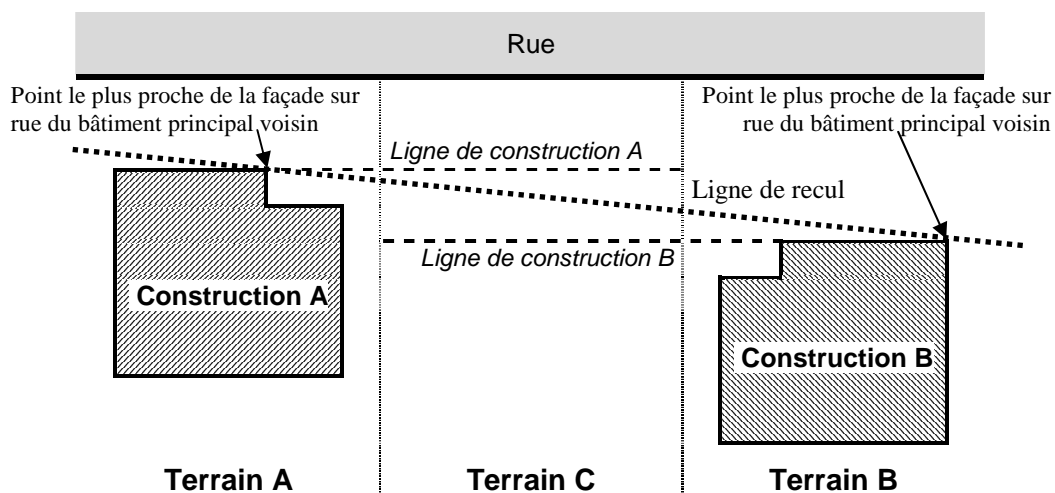 Rue
Point le plus proche de la façade sur
rue du bâtiment principal voisin
Point le plus proche de la façade sur
rue du bâtiment principal voisin
Ligne de construction A
Ligne de recul
Ligne de construction B
Construction A
Construction B
Terrain A
Terrain C
Terrain B